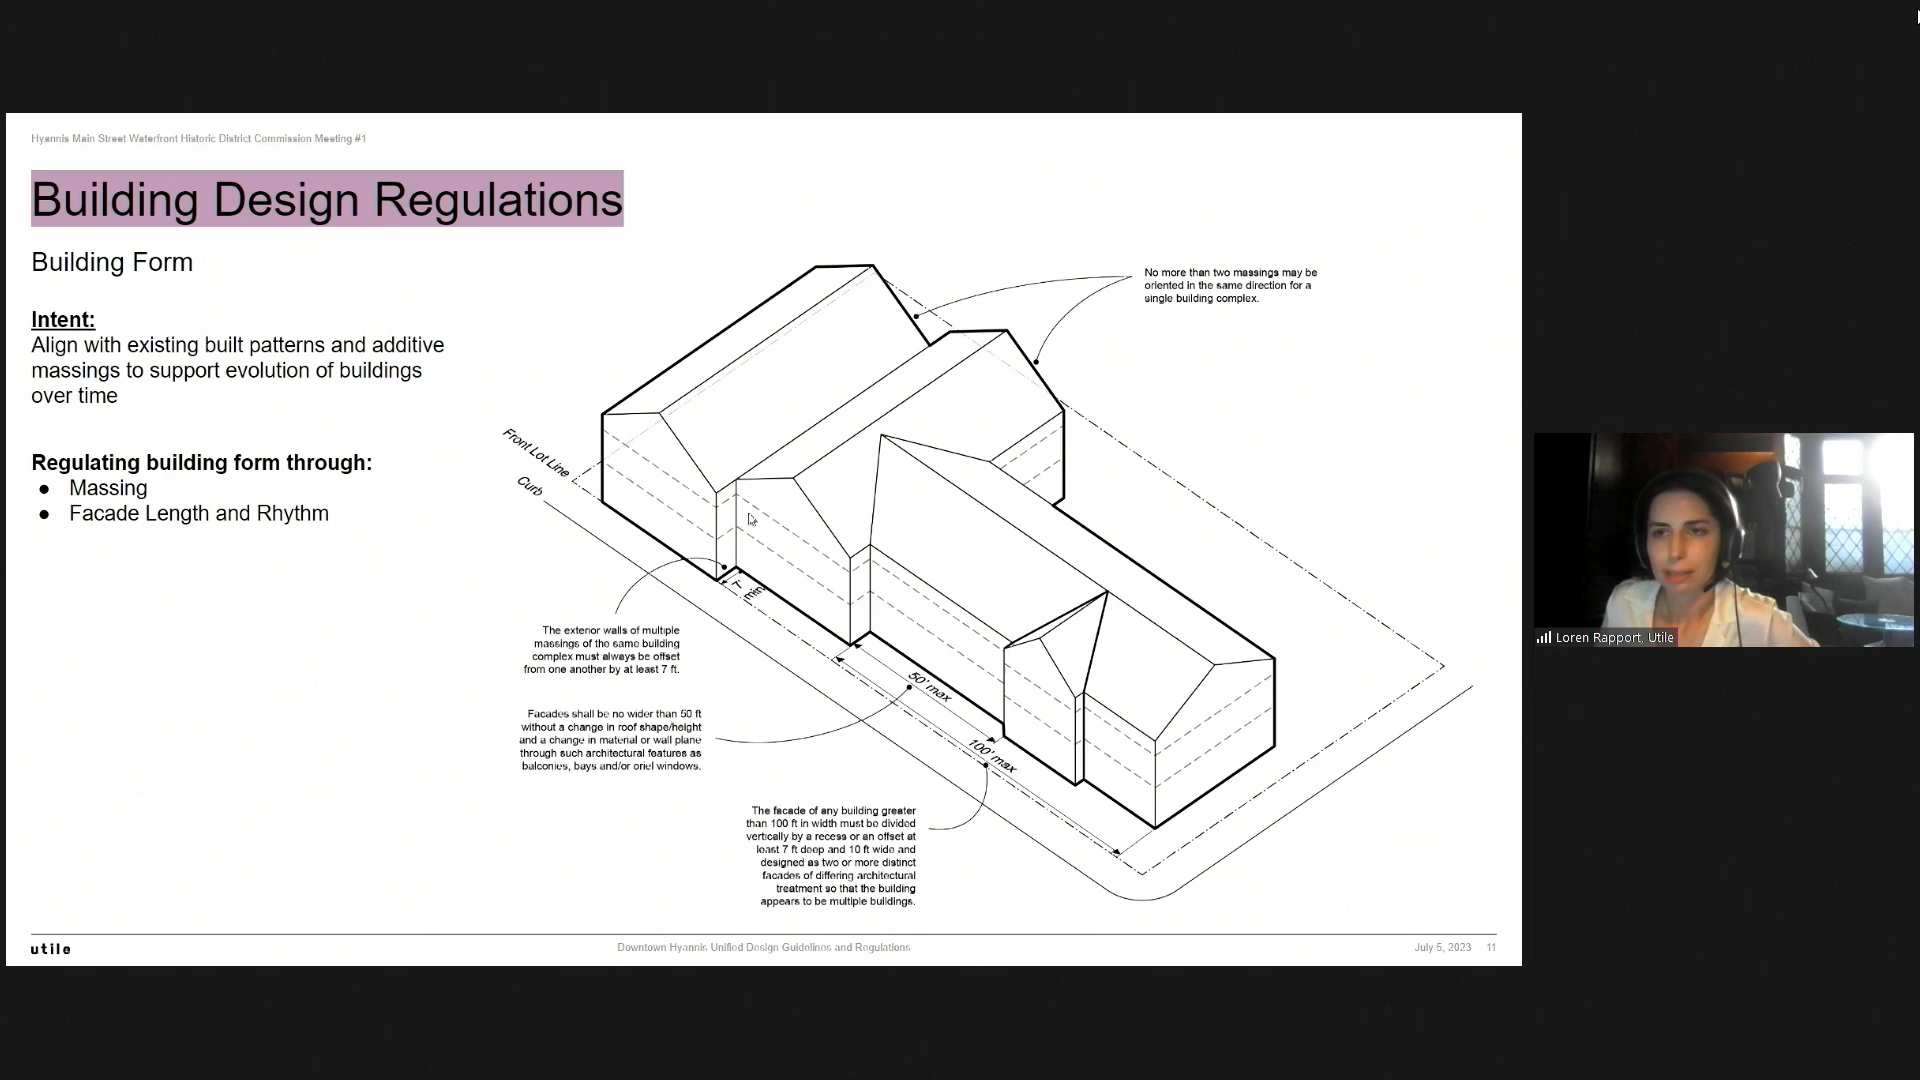 Hyannis Main Street Waterfront Historic District Commission Meeting #1
Building Design Regulations
Building Form
Intent:
Align with existing built patterns and additive
massings to support evolution of buildings
over time
Regulating building form through:
● Massing
● Facade Length and Rhythm
No more than two massings may be
oriented in the same direction for a
single building complex.
Front Lot Line
Curb
7' min
The exterior walls of multiple
massings of the same building
complex must always be offset
from one another by at least 7 ft.
50' max
Facades shall be no wider than 50 ft
without a change in roof shape/height
and a change in material or wall plane
through such architectural features as
balconies, bays and/or oriel windows.
100' max
The facade of any building greater
than 100 ft in width must be divided
vertically by a recess or an offset at
least 7 ft deep and 10 ft wide and
designed as two or more distinct
facades of differing architectural
treatment so that the building
appears to be multiple buildings.
utile
Downtown Hyannis Unified Design Guidelines and Regulations
July 5, 2023 11
Loren Rapport, Utile